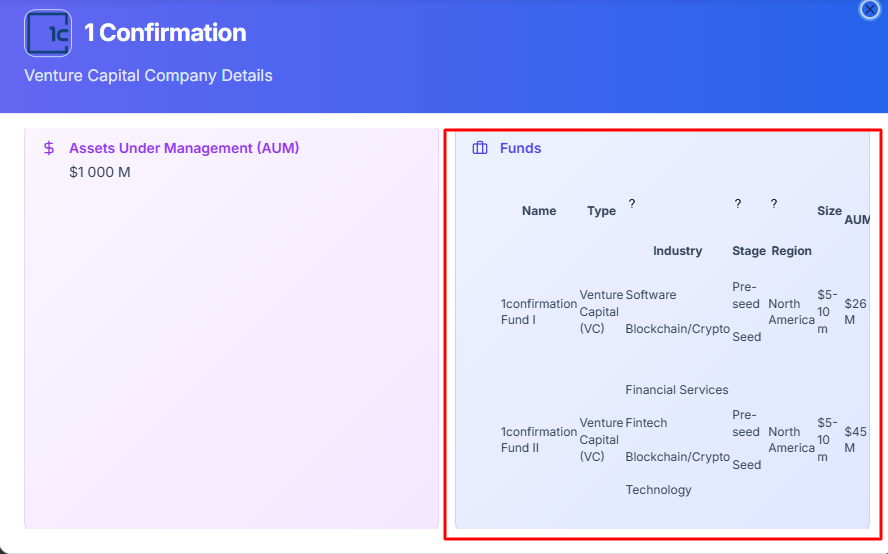 1c
1 Confirmation
Venture Capital Company Details
Assets Under Management (AUM)
$1 000 M
Funds
? ? ?
Name Type Size AUM
Industry Stage Region
1confirmation Fund I
Venture Capital (VC)
Software
Blockchain/Crypto
Pre-seed
Seed
North America
$5-10 m
$26 M
1confirmation Fund II
Venture Capital (VC)
Financial Services
Fintech
Blockchain/Crypto
Technology
Pre-seed
Seed
North America
$5-10 m
$45 M